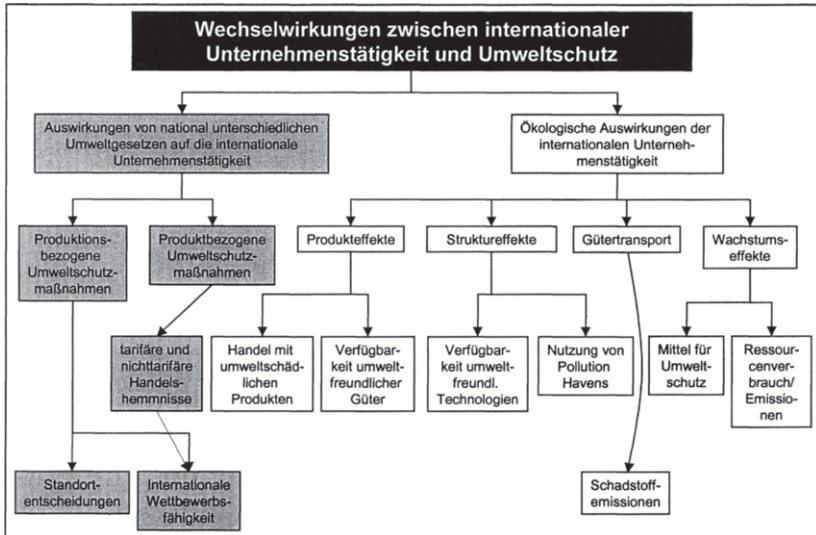 Wechselwirkungen zwischen internationaler
Unternehmenstätigkeit und Umweltschutz
Auswirkungen von national unterschiedlichen
Umweltgesetzen auf die internationale
Unternehmenstätigkeit
Ökologische Auswirkungen der
internationalen Unterneh-
menstätigkeit
Produktions-
bezogene
Umweltschutz-
maßnahmen
Produktbezogene
Umweltschutz-
maßnahmen
Produkteffekte
Struktureffekte
Gütertransport
Wachstums-
effekte
tarifäre und
nichttarifäre
Handels-
hemmnisse
Handel mit
umweltschäd-
lichen
Produkten
Verfügbar-
keit umwelt-
freundlicher
Güter
Verfügbar-
keit umwelt-
freundl.
Technologien
Nutzung von
Pollution
Havens
Mittel für
Umwelt-
schutz
Ressour-
cenver-
brauch/
Emissio-
nen
Standort-
entscheidungen
Internationale
Wettbewerbs-
fähigkeit
Schadstoff-
emissionen